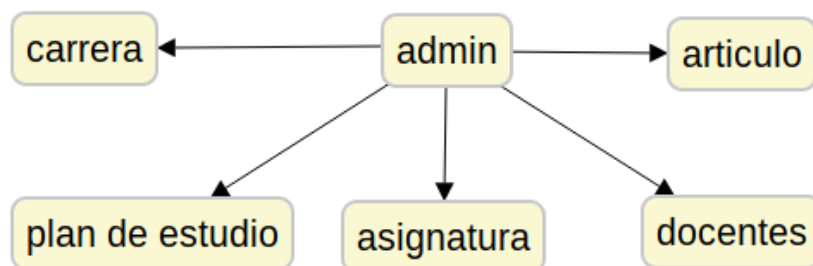 carrera
admin
articulo
plan de estudio
asignatura
docentes